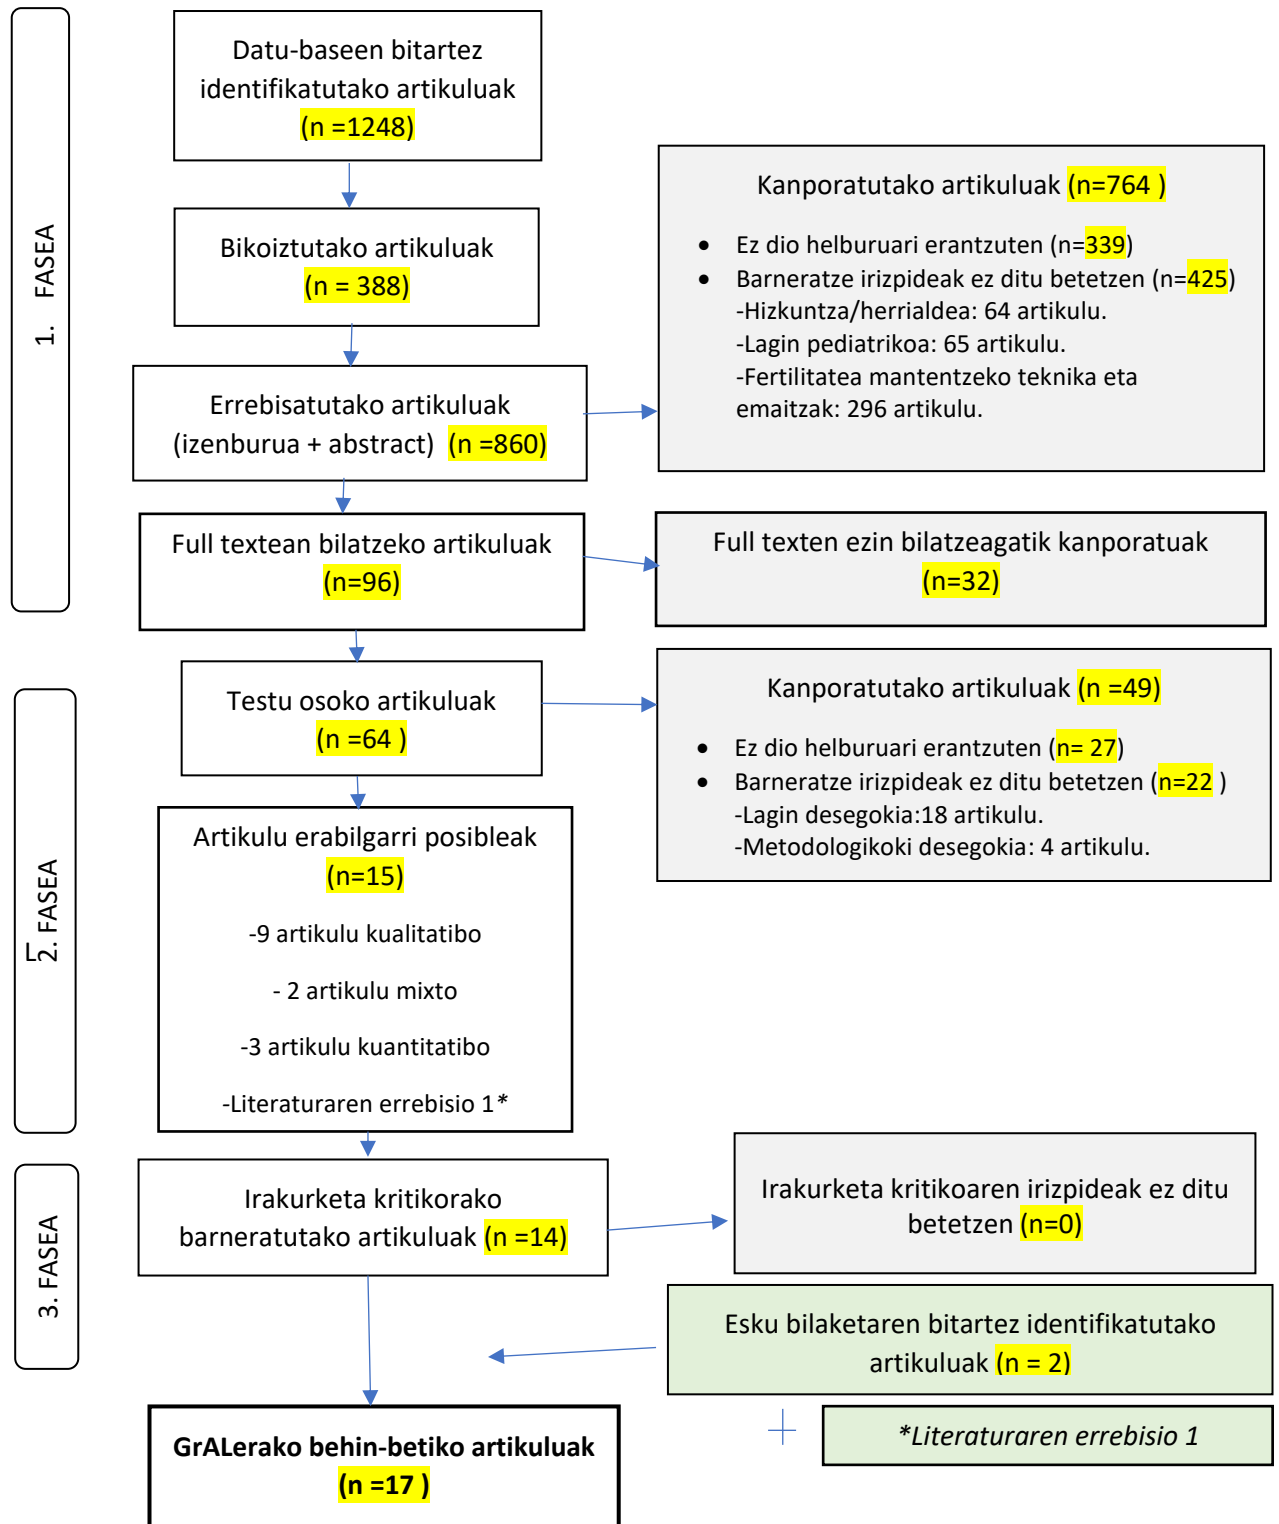 1. FASEA
Datu-baseen bitartez
identifikatutako artikuluak
(n =1248)
Bikoiztutako artikuluak
(n = 388)
Errebisatutako artikuluak
(izenburua + abstract) (n =860)
Kanporatutako artikuluak (n=764 )
• Ez dio helburuari erantzuten (n=339)
• Barneratze irizpideak ez ditu betetzen (n=425)
-Hizkuntza/herrialdea: 64 artikulu.
-Lagin pediatrikoa: 65 artikulu.
-Fertilitatea mantentzeko teknika eta
emaitzak: 296 artikulu.
Full textean bilatzeko artikuluak
(n=96)
Full texten ezin bilatzeagatik kanporatuak
(n=32)
2. FASEA
Testu osoko artikuluak
(n =64 )
Kanporatutako artikuluak (n =49)
• Ez dio helburuari erantzuten (n= 27)
• Barneratze irizpideak ez ditu betetzen (n=22 )
-Lagin desegokia:18 artikulu.
-Metodologikoki desegokia: 4 artikulu.
Artikulu erabilgarri posibleak
(n=15)
-9 artikulu kualitatibo
- 2 artikulu mixto
-3 artikulu kuantitatibo
-Literaturaren errebisio 1*
3. FASEA
Irakurketa kritikorako
barneratutako artikuluak (n =14)
Irakurketa kritikoaren irizpideak ez ditu
betetzen (n=0)
Esku bilaketaren bitartez identifikatutako
artikuluak (n = 2)
*Literaturaren errebisio 1
GrALerako behin-betiko artikuluak
(n =17 )